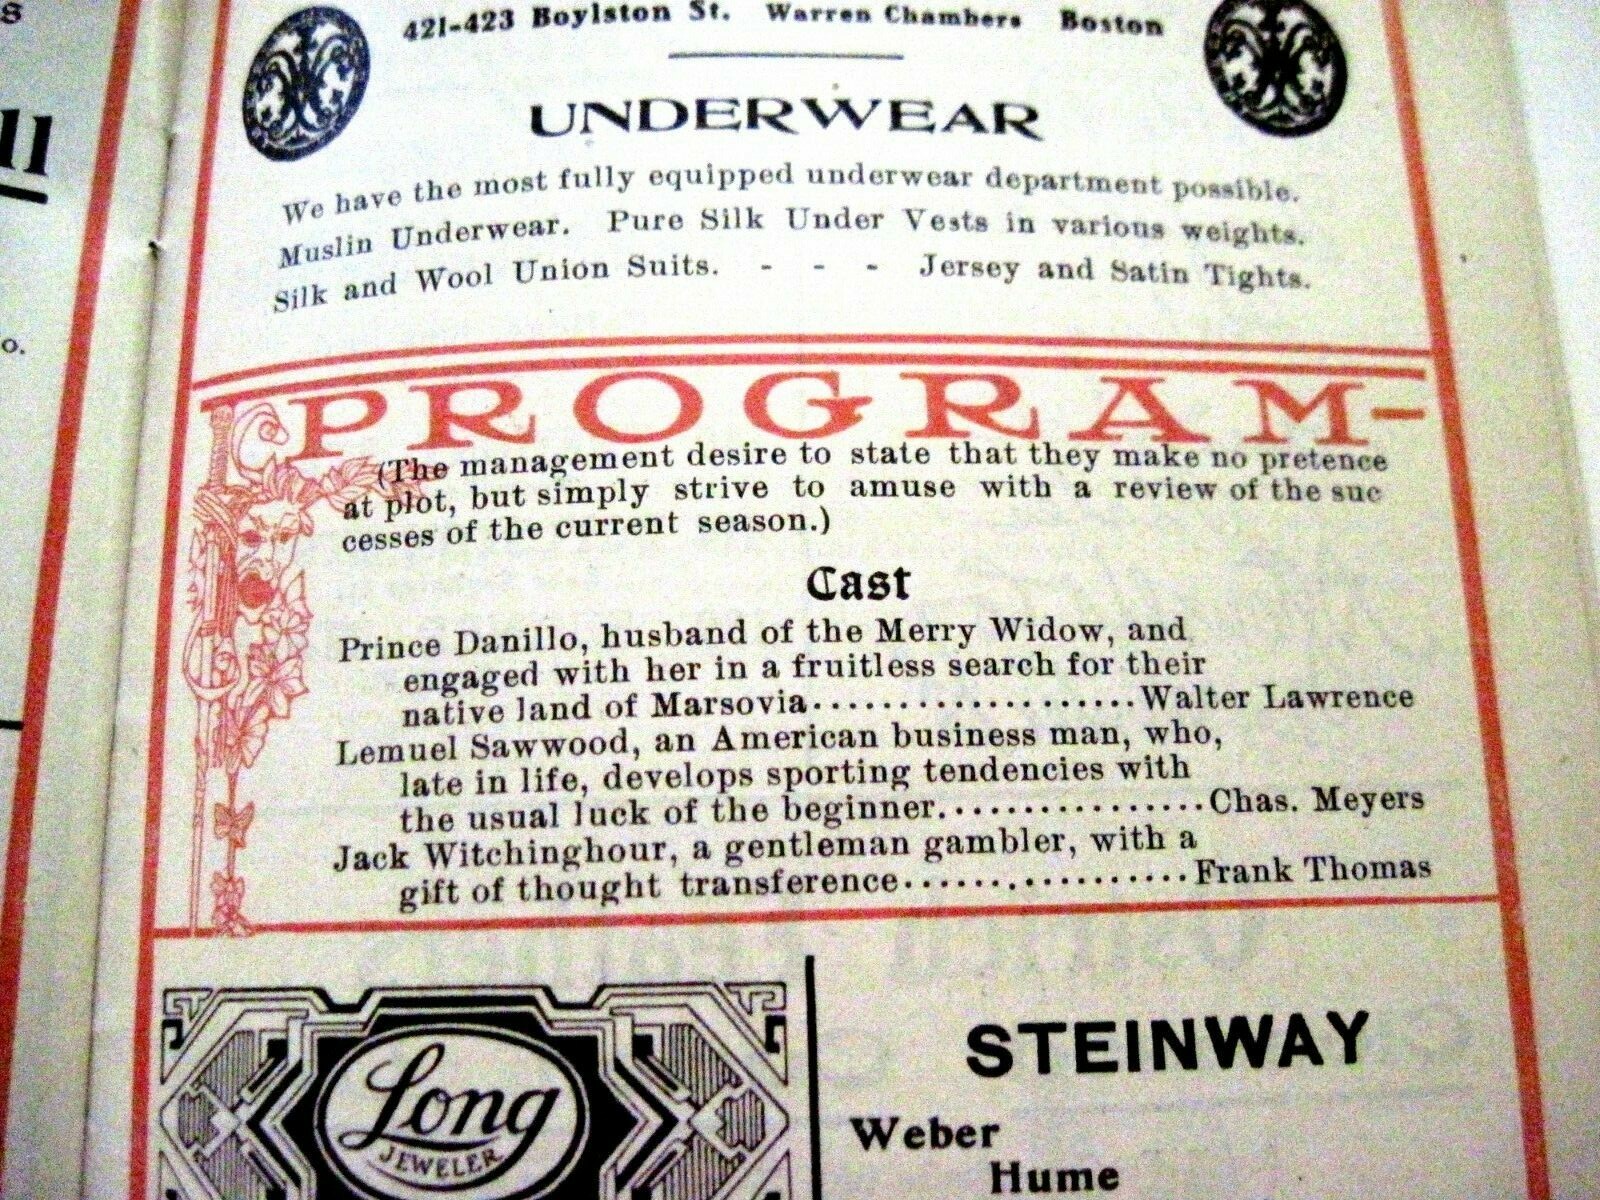 s
ll
o.
421-423 Boylston St. Warren Chambers Boston
UNDERWEAR
We have the most fully equipped underwear department possible.
Muslin Underwear. Pure Silk Under Vests in various weights.
Silk and Wool Union Suits. - - - Jersey and Satin Tights.
PROGRAM-
(The management desire to state that they make no pretence
at plot, but simply strive to amuse with a review of the suc
cesses of the current season.)
Cast
Prince Danillo, husband of the Merry Widow, and
engaged with her in a fruitless search for their
native land of Marsovia...................Walter Lawrence
Lemuel Sawwood, an American business man, who,
late in life, develops sporting tendencies with
the usual luck of the beginner................Chas. Meyers
Jack Witchinghour, a gentleman gambler, with a
gift of thought transference.................Frank Thomas
Long
JEWELER
STEINWAY
Weber
Hume